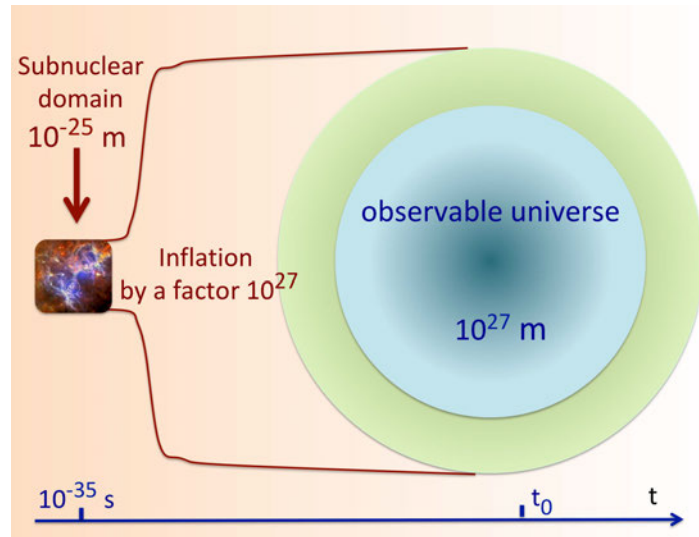 Subnuclear
domain
10⁻²⁵ m
Inflation
by a factor 10²⁷
observable universe
10²⁷ m
10⁻³⁵ s
t₀
t